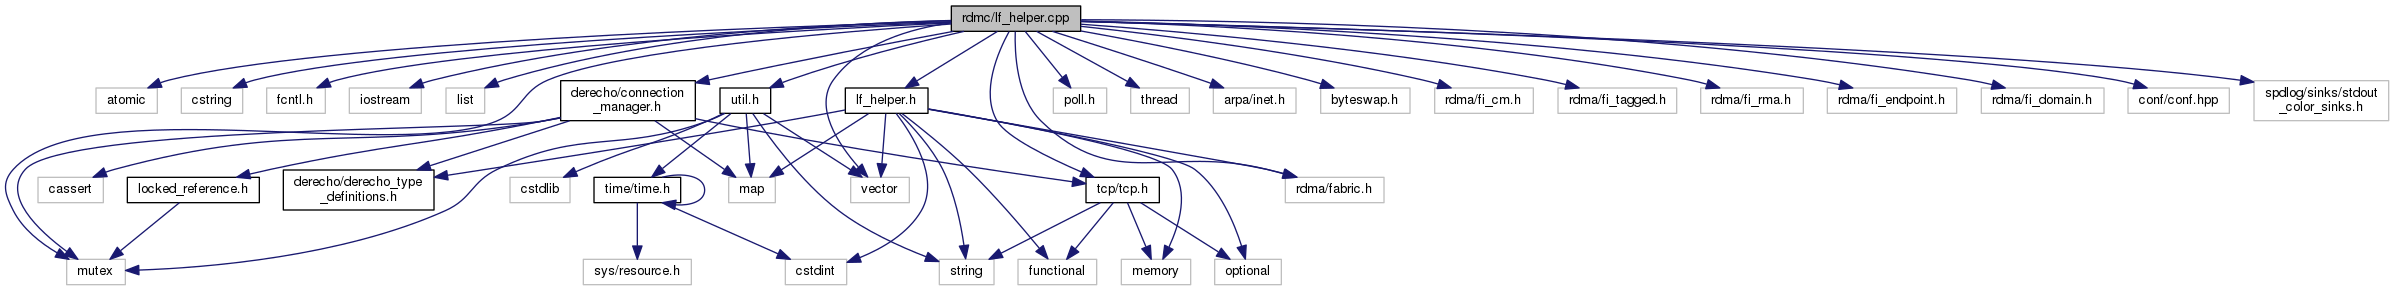 rdmc/lf_helper.cpp
atomic
cstring
fcntl.h
iostream
list
derecho/connection
_manager.h
util.h
lf_helper.h
poll.h
thread
arpa/inet.h
byteswap.h
rdma/fi_cm.h
rdma/fi_tagged.h
rdma/fi_rma.h
rdma/fi_endpoint.h
rdma/fi_domain.h
conf/conf.hpp
spdlog/sinks/stdout
_color_sinks.h
cassert
locked_reference.h
derecho/derecho_type
_definitions.h
cstdlib
time/time.h
map
vector
tcp/tcp.h
rdma/fabric.h
mutex
sys/resource.h
cstdint
string
functional
memory
optional